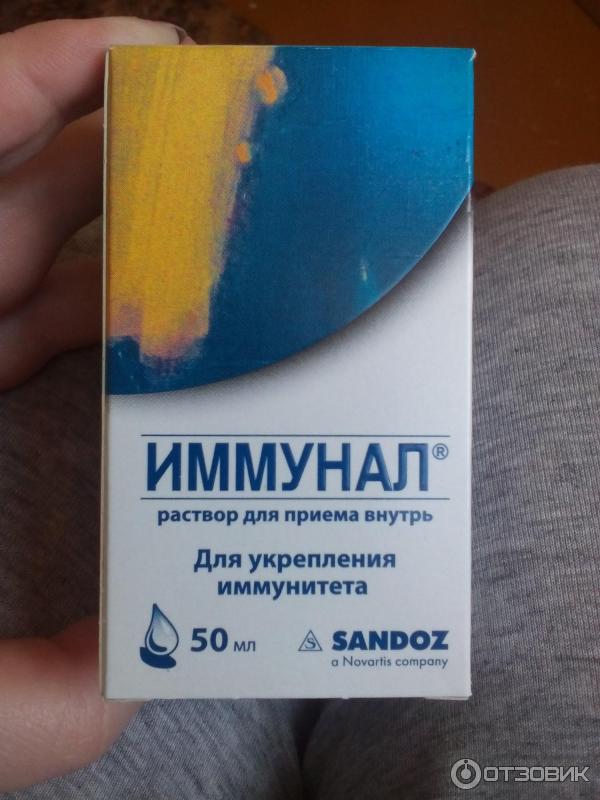 ИММУНАЛ®
раствор для приема внутрь
Для укрепления
иммунитета
50 мл
S SANDOZ
a Novartis company
ОТЗОВИК